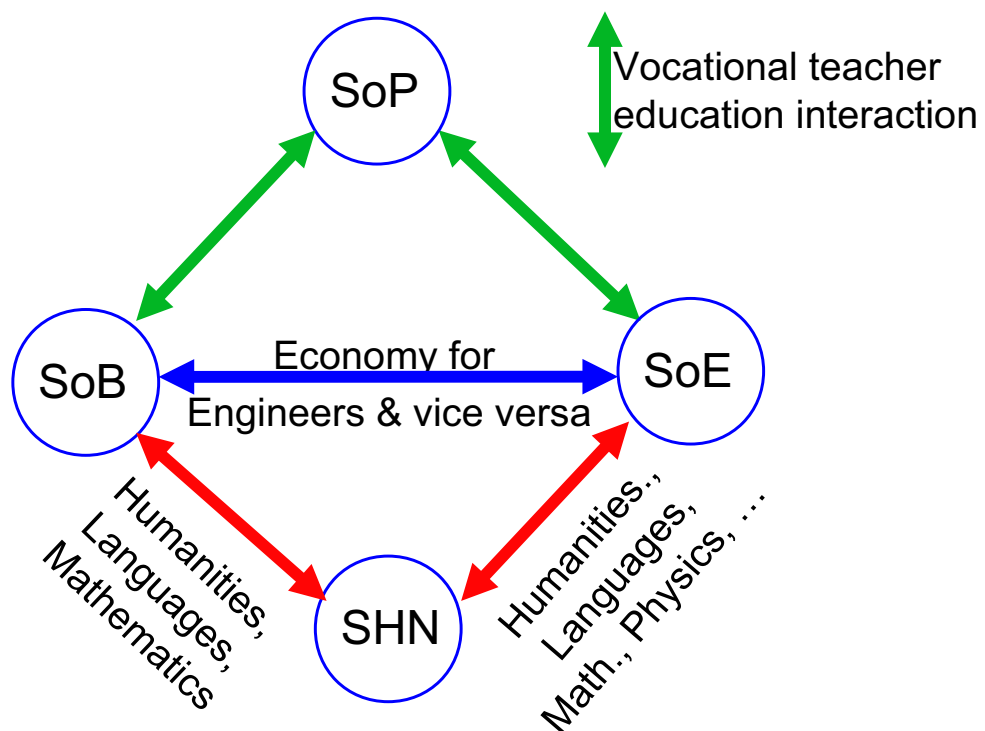 SoP
Vocational teacher
education interaction
SoB
Economy for
Engineers & vice versa
SoE
Humanities,
Languages,
Mathematics
SHN
Humanities.,
Languages,
Math., Physics, ...